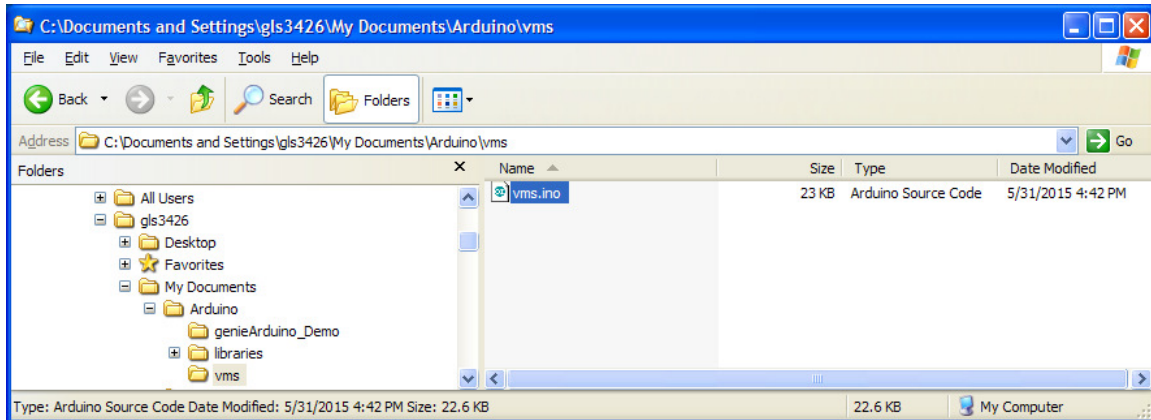 C:\Documents and Settings\gls3426\My Documents\Arduino\vms
File Edit View Favorites Tools Help
Back Search Folders
Address C:\Documents and Settings\gls3426\My Documents\Arduino\vms Go
Folders Name Size Type Date Modified
All Users vms.ino 23 KB Arduino Source Code 5/31/2015 4:42 PM
gls3426
Desktop
Favorites
My Documents
Arduino
genieArduino_Demo
libraries
vms
Type: Arduino Source Code Date Modified: 5/31/2015 4:42 PM Size: 22.6 KB 22.6 KB My Computer